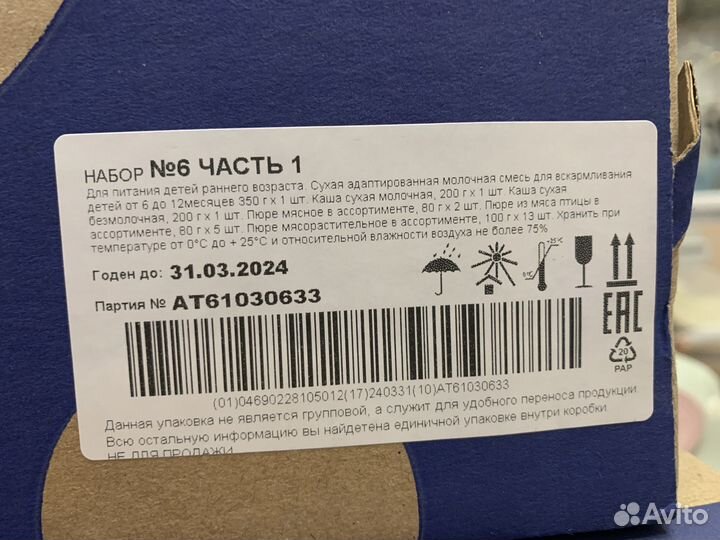 НАБОР №6 ЧАСТЬ 1
Для питания детей раннего возраста. Сухая адаптированная молочная смесь для вскармливания
детей от 6 до 12месяцев 350 г х 1 шт. Каша сухая молочная, 200 г х 1 шт. Каша сухая
безмолочная, 200 г х 1 шт. Пюре мясное в ассортименте, 80 г х 2 шт. Пюре из мяса птицы в
ассортименте, 80 г х 5 шт. Пюре мясорастительное в ассортименте, 100 г х 13 шт. Хранить при
температуре от 0°C до + 25°C и относительной влажности воздуха не более 75%
Годен до: 31.03.2024
Партия № АТ61030633
+25°C
0°C
EAC
20
PAP
(01)04690228105012(17)240331(10)AT61030633
Данная упаковка не является групповой, а служит для удобного переноса продукции.
Всю остальную информацию вы найдетена единичной упаковке внутри коробки.
НЕ ДЛЯ ПРОДАЖИ
Avito